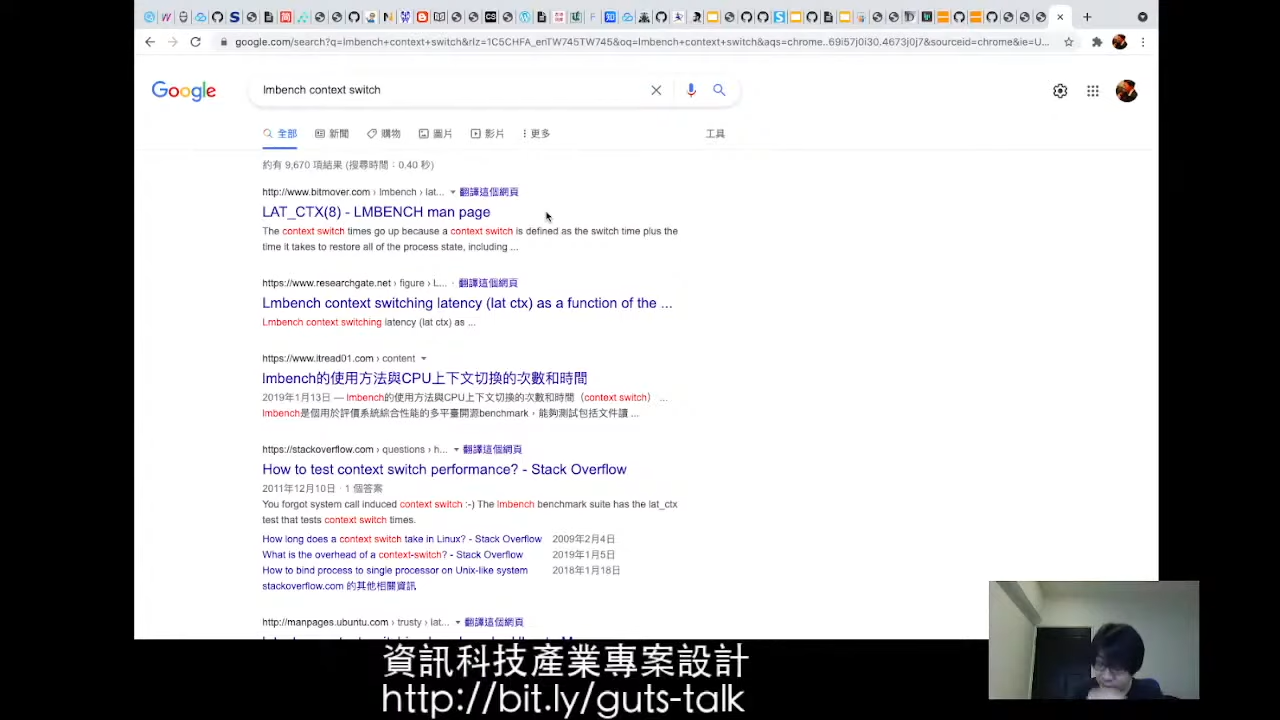 google.com/search?q=lmbench+context+switch&rlz=1C5CHFA_enTW745TW745&oq=lmbench+context+switch&aqs=chrome..69i57j0i30.4673j0j7&sourceid=chrome&ie=U...
Google
lmbench context switch
全部 新聞 購物 圖片 影片 更多 工具
約有 9,670 項結果 (搜尋時間：0.40 秒)
http://www.bitmover.com › lmbench › lat... 翻譯這個網頁
LAT_CTX(8) - LMBENCH man page
The context switch times go up because a context switch is defined as the switch time plus the
time it takes to restore all of the process state, including ...
https://www.researchgate.net › figure › L... 翻譯這個網頁
Lmbench context switching latency (lat ctx) as a function of the ...
Lmbench context switching latency (lat ctx) as ...
https://www.itread01.com › content
lmbench的使用方法與CPU上下文切換的次數和時間
2019年1月13日 — lmbench的使用方法與CPU上下文切換的次數和時間（context switch） ...
lmbench是個用於評價系統綜合性能的多平臺開源benchmark，能夠測試包括文件讀 ...
https://stackoverflow.com › questions › h... 翻譯這個網頁
How to test context switch performance? - Stack Overflow
2011年12月10日 · 1 個答案
You forgot system call induced context switch :-) The lmbench benchmark suite has the lat_ctx
test that tests context switch times.
How long does a context switch take in Linux? - Stack Overflow 2009年2月4日
What is the overhead of a context-switch? - Stack Overflow 2019年1月5日
How to bind process to single processor on Unix-like system 2018年1月18日
stackoverflow.com 的其他相關資訊
http://manpages.ubuntu.com › trusty › lat... 翻譯這個網頁
資訊科技產業專案設計
http://bit.ly/guts-talk